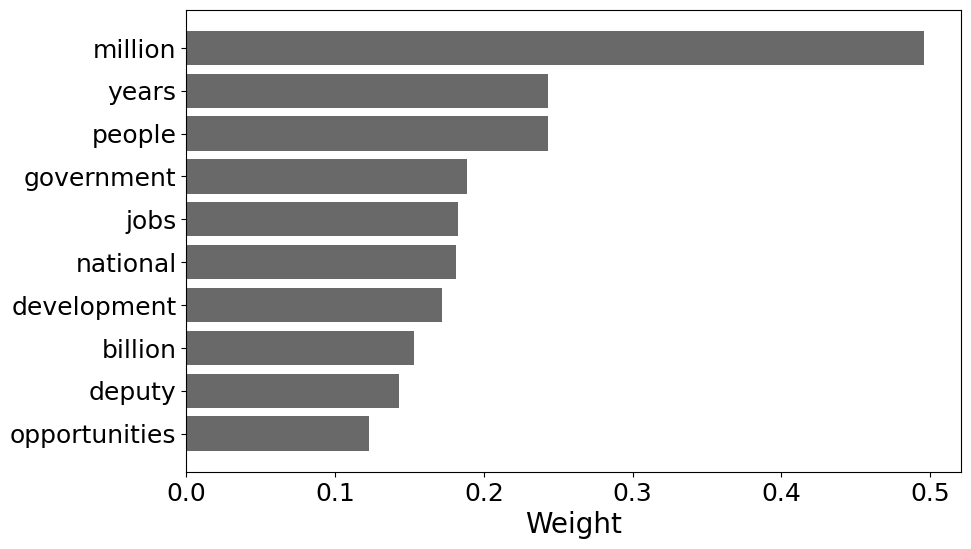 million
years
people
government
jobs
national
development
billion
deputy
opportunities
0.0 0.1 0.2 0.3 0.4 0.5
Weight